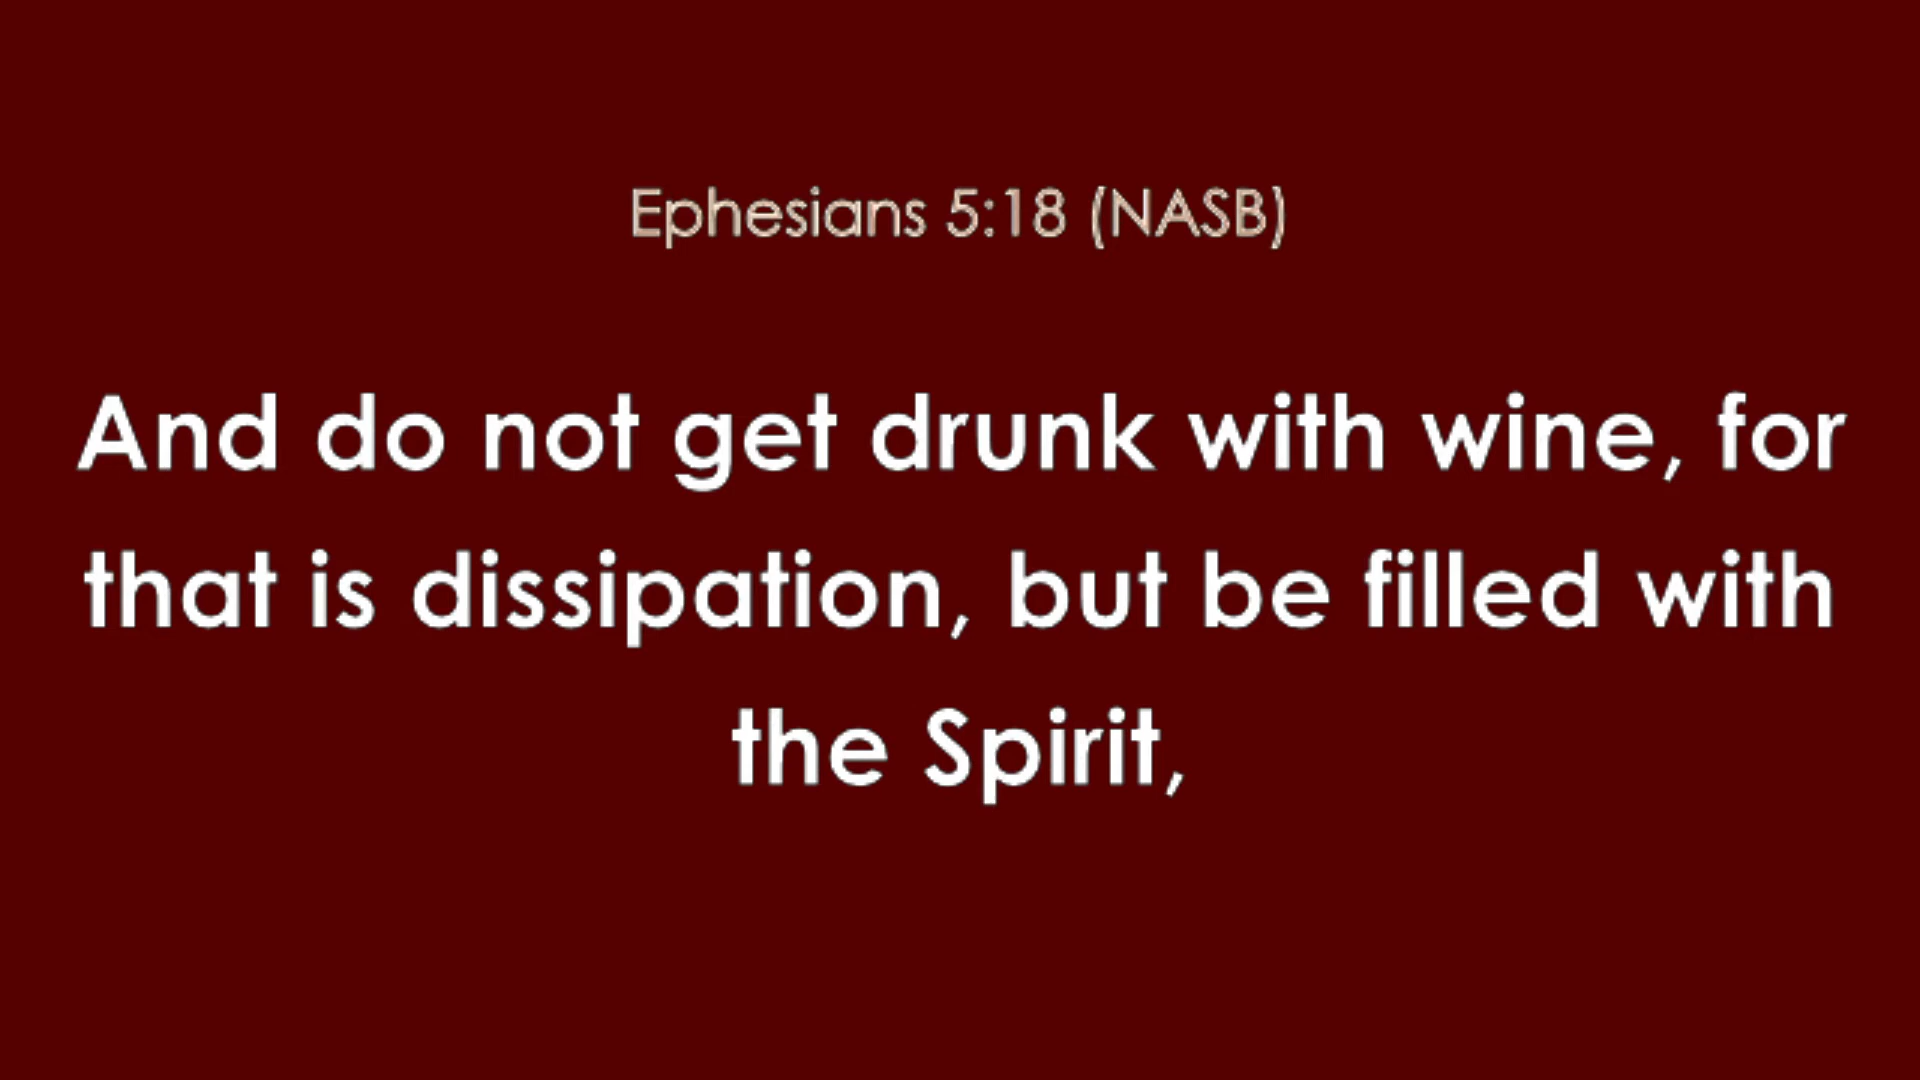 Ephesians 5:18 (NASB)
And do not get drunk with wine, for
that is dissipation, but be filled with
the Spirit,